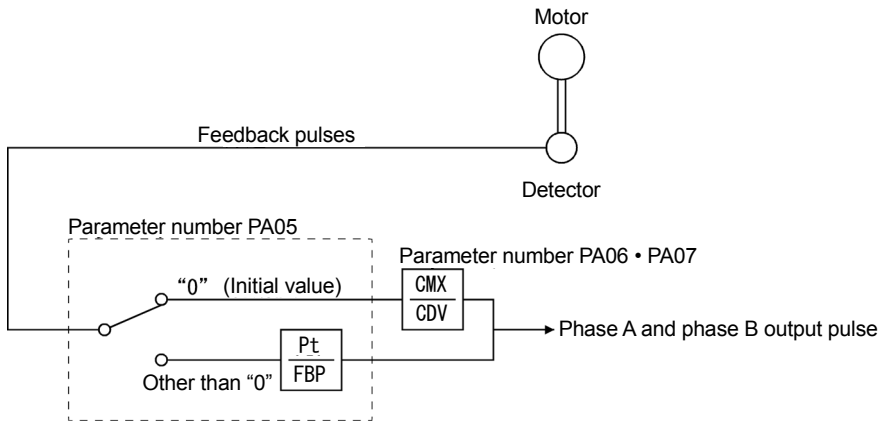 Motor
Feedback pulses
Detector
Parameter number PA05
Parameter number PA06 • PA07
“0” (Initial value)
CMX
CDV
Phase A and phase B output pulse
Pt
FBP
Other than “0”